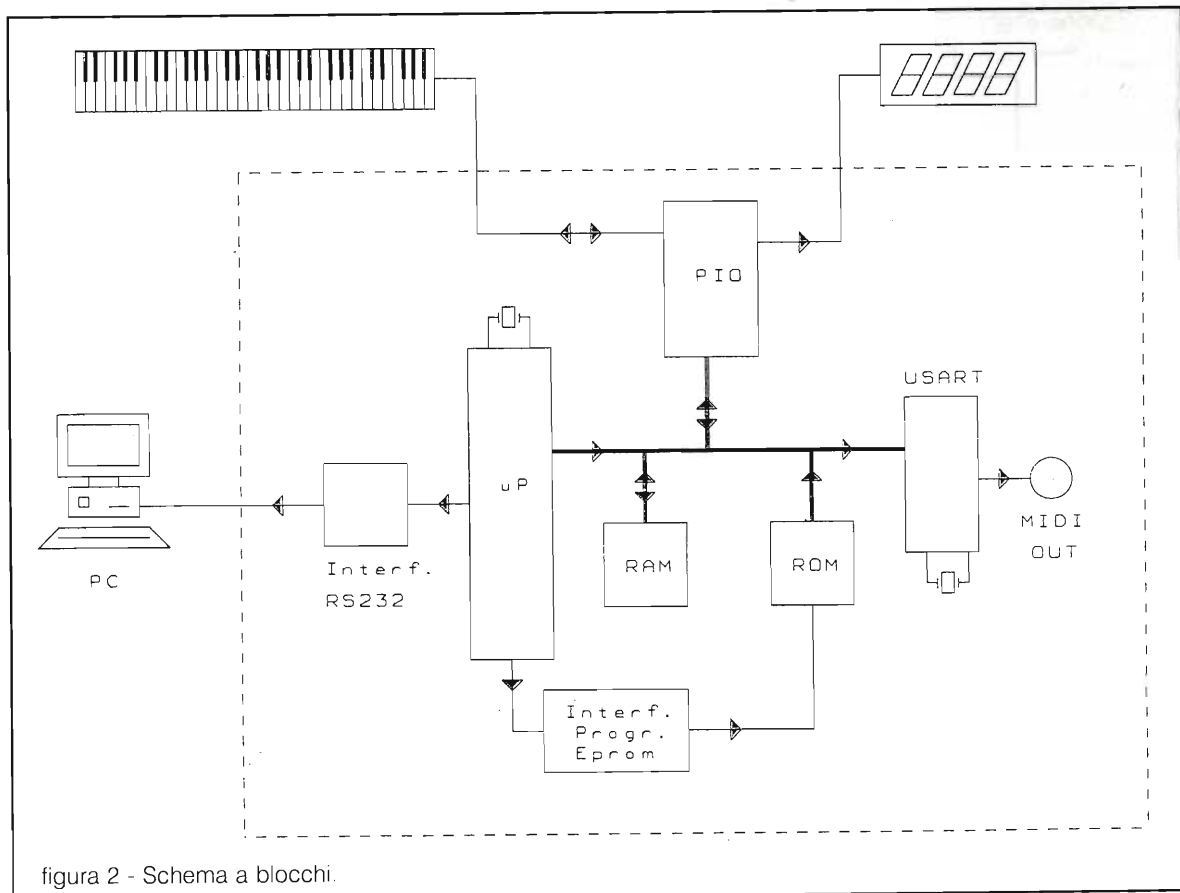 PIO
USART
uP
MIDI
OUT
RAM
ROM
Interf.
RS232
PC
Interf.
Progr.
Eprom
figura 2 - Schema a blocchi.